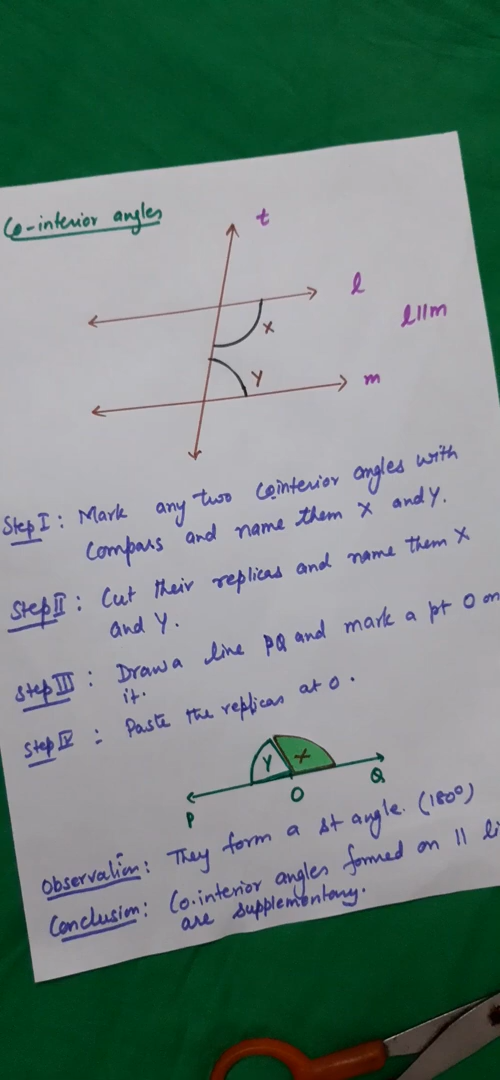 Co-interior angles
t
l
l||m
X
Y
m
Step I : Mark any two Cointerior angles with
Compass and name them X and Y.
Step II : Cut their replicas and name them X
and Y.
Step III : Draw a line PQ and mark a pt O on
it.
Step IV : Paste the replicas at O.
Y X
P O Q
Observation: They form a st angle. (180°)
Conclusion: Co.interior angles formed on ||
are supplementary.